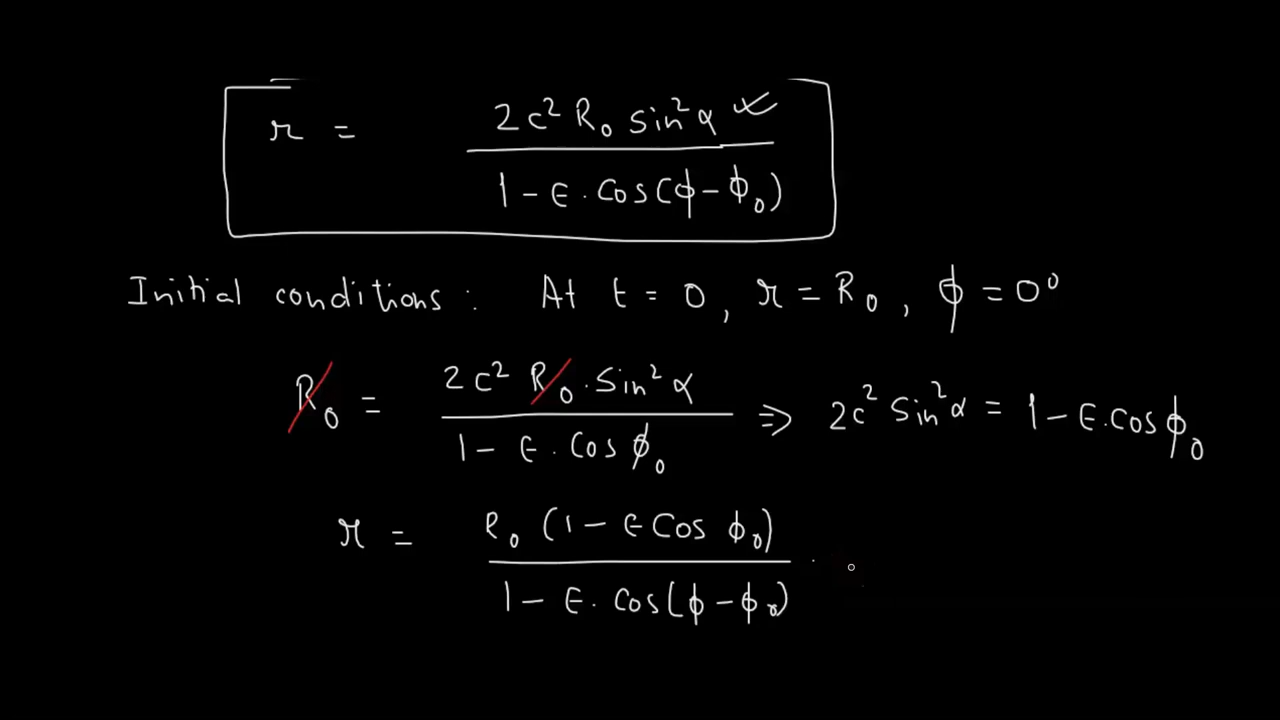 r = 2c² R₀ Sin²α / 1 − ϵ . Cos(ϕ − ϕ₀)
Initial conditions : At t = 0 , r = R₀ , ϕ = 0⁰
R₀ = 2c² R₀ . Sin²α / 1 − ϵ . Cos ϕ₀ ⇒ 2c² Sin²α = 1 − ϵ . Cos ϕ₀
r = R₀ (1 − ϵ Cos ϕ₀) / 1 − ϵ . Cos(ϕ − ϕ₀)